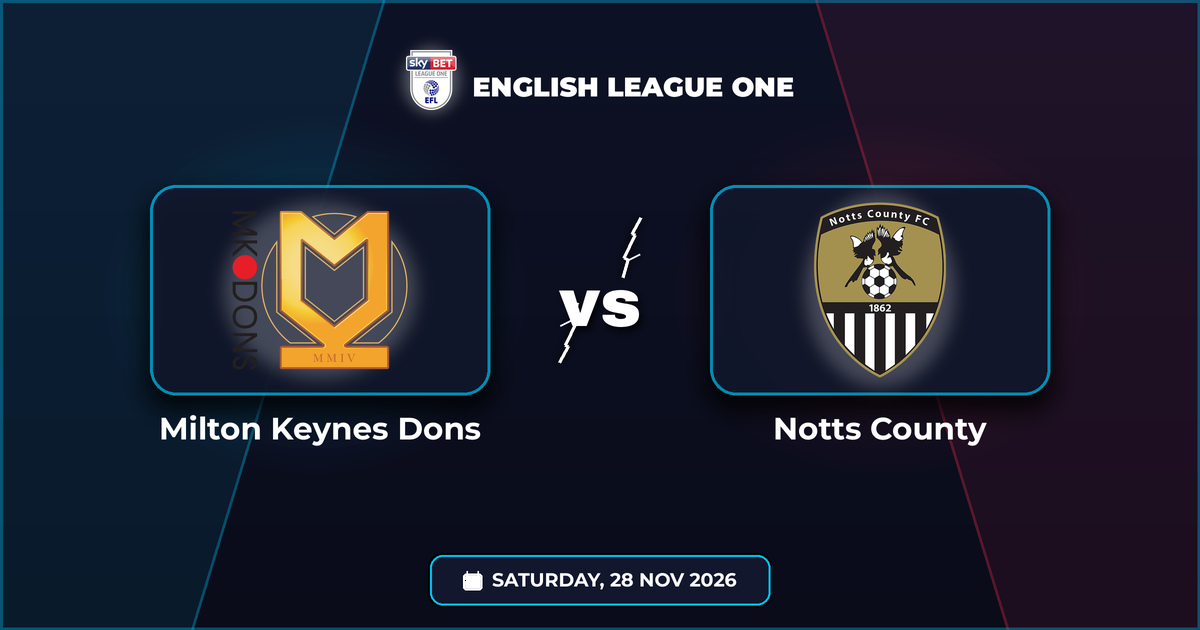 sky BET
LEAGUE ONE
EFL
ENGLISH LEAGUE ONE
MK DONS
MMIV
vs
Notts County FC
1862
Milton Keynes Dons
Notts County
SATURDAY, 28 NOV 2026